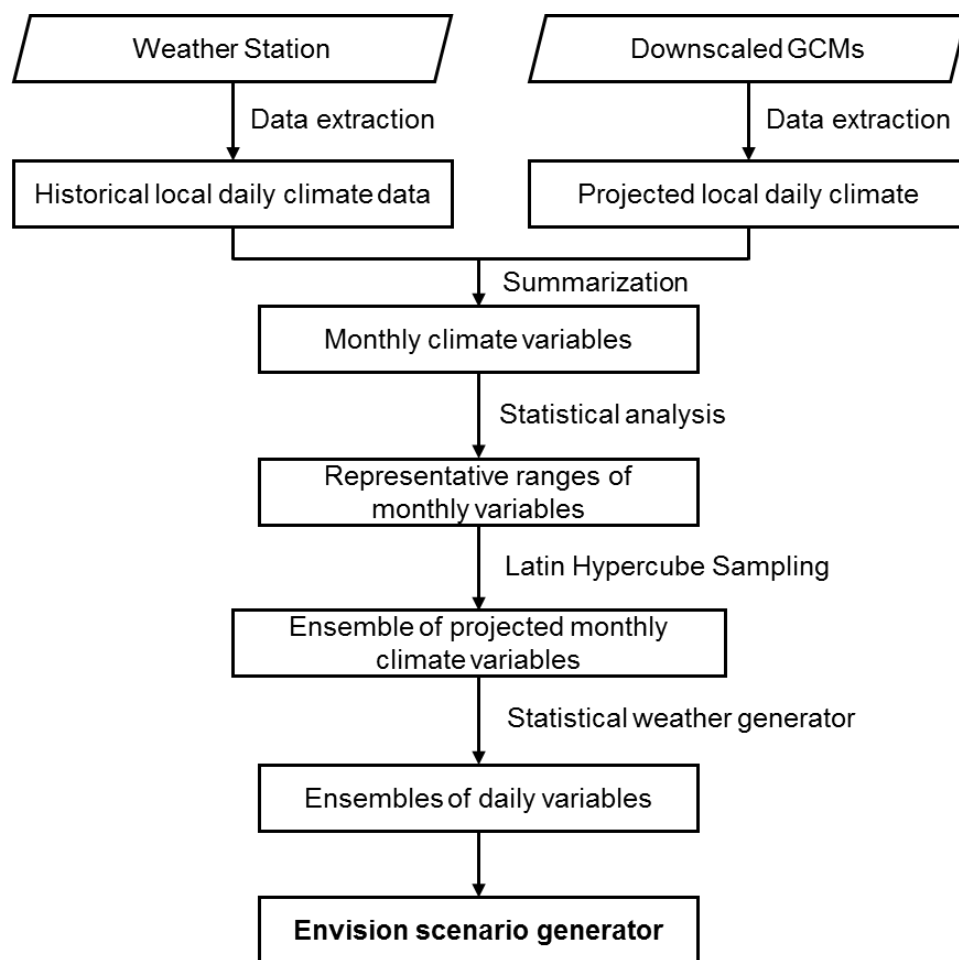 Weather Station
Downscaled GCMs
Data extraction
Data extraction
Historical local daily climate data
Projected local daily climate
Summarization
Monthly climate variables
Statistical analysis
Representative ranges of
monthly variables
Latin Hypercube Sampling
Ensemble of projected monthly
climate variables
Statistical weather generator
Ensembles of daily variables
Envision scenario generator